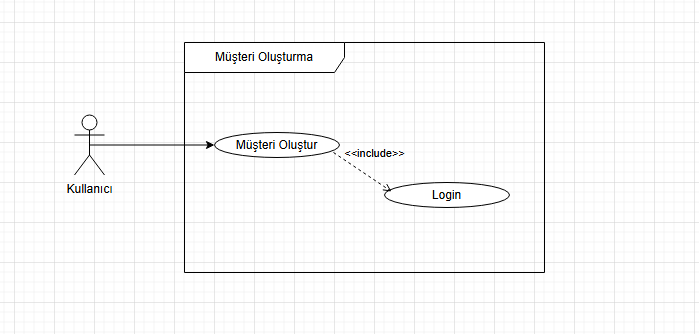 Müşteri Oluşturma
Müşteri Oluştur
<<include>>
Login
Kullanıcı